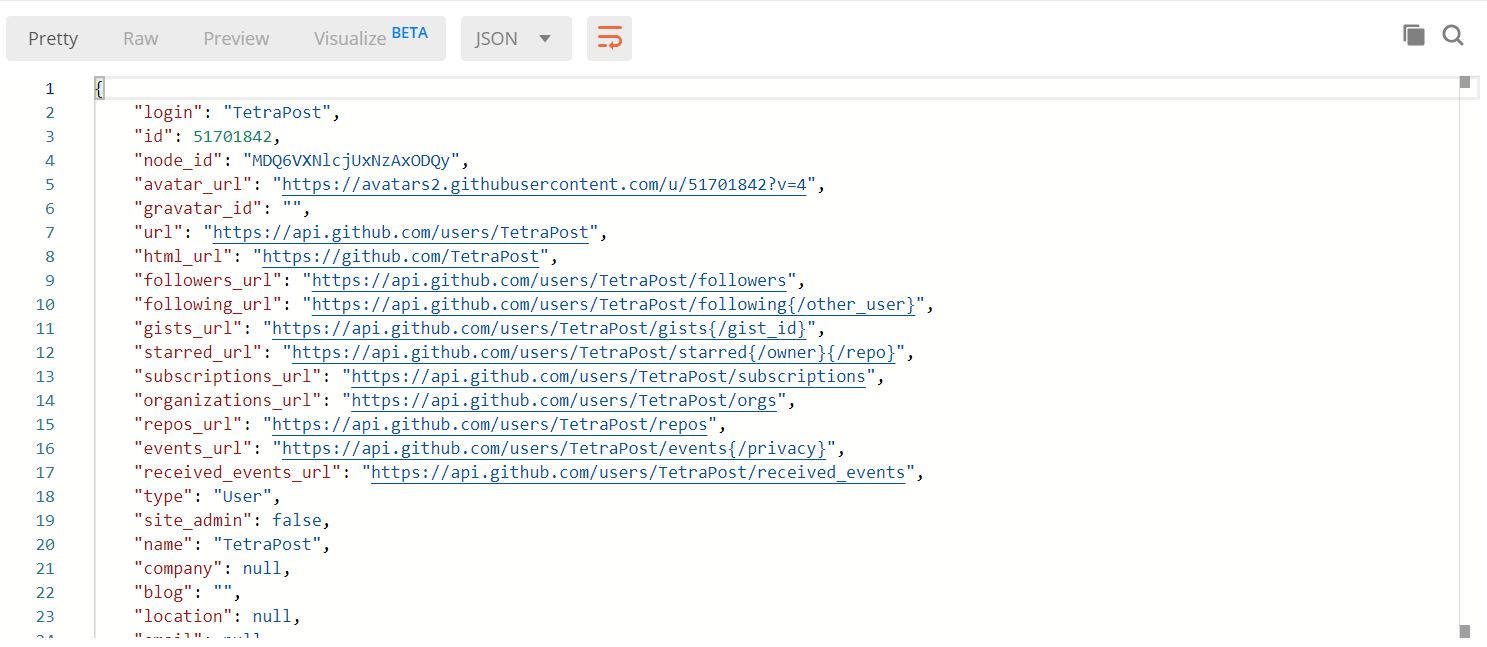 Pretty Raw Preview Visualize BETA JSON
1 {
2 "login": "TetraPost",
3 "id": 51701842,
4 "node_id": "MDQ6VXNlcjUxNzAxODQy",
5 "avatar_url": "https://avatars2.githubusercontent.com/u/51701842?v=4",
6 "gravatar_id": "",
7 "url": "https://api.github.com/users/TetraPost",
8 "html_url": "https://github.com/TetraPost",
9 "followers_url": "https://api.github.com/users/TetraPost/followers",
10 "following_url": "https://api.github.com/users/TetraPost/following{/other_user}",
11 "gists_url": "https://api.github.com/users/TetraPost/gists{/gist_id}",
12 "starred_url": "https://api.github.com/users/TetraPost/starred{/owner}{/repo}",
13 "subscriptions_url": "https://api.github.com/users/TetraPost/subscriptions",
14 "organizations_url": "https://api.github.com/users/TetraPost/orgs",
15 "repos_url": "https://api.github.com/users/TetraPost/repos",
16 "events_url": "https://api.github.com/users/TetraPost/events{/privacy}",
17 "received_events_url": "https://api.github.com/users/TetraPost/received_events",
18 "type": "User",
19 "site_admin": false,
20 "name": "TetraPost",
21 "company": null,
22 "blog": "",
23 "location": null,